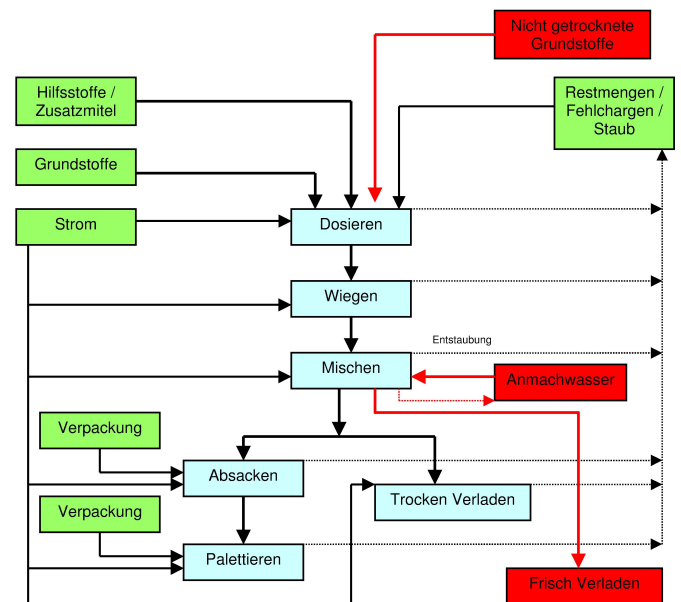 Nicht getrocknete
Grundstoffe
Hilfsstoffe /
Zusatzmitel
Restmengen /
Fehlchargen /
Staub
Grundstoffe
Strom
Dosieren
Wiegen
Entstaubung
Mischen
Anmachwasser
Verpackung
Absacken
Trocken Verladen
Verpackung
Palettieren
Frisch Verladen